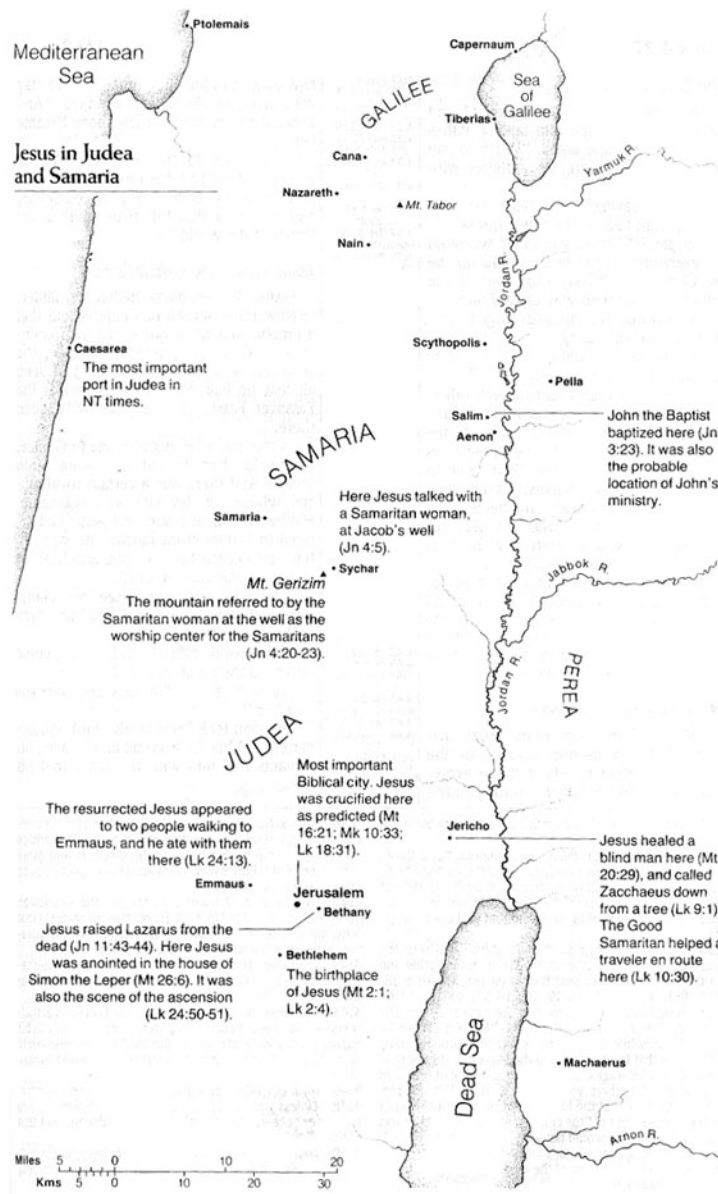 Ptolemais
Mediterranean
Sea
Capernaum
Sea
of
Galilee
GALILEE
Tiberias
Jesus in Judea
and Samaria
Cana
Yarmuk R.
Nazareth
Mt. Tabor
Nain
Jordan R.
Scythopolis
Caesarea
The most important
port in Judea in
NT times.
Pella
Salim
Aenon
John the Baptist
baptized here (Jn
3:23). It was also
the probable
location of John's
ministry.
SAMARIA
Here Jesus talked with
a Samaritan woman,
at Jacob's well
(Jn 4:5).
Samaria
Sychar
Jabbok R.
Mt. Gerizim
The mountain referred to by the
Samaritan woman at the well as the
worship center for the Samaritans
(Jn 4:20-23).
Jordan R.
PEREA
JUDEA
Most important
Biblical city. Jesus
was crucified here
as predicted (Mt
16:21; Mk 10:33;
Lk 18:31).
The resurrected Jesus appeared
to two people walking to
Emmaus, and he ate with them
there (Lk 24:13).
Jericho
Jesus healed a
blind man here (Mt
20:29), and called
Zacchaeus down
from a tree (Lk 9:1)
The Good
Samaritan helped a
traveler en route
here (Lk 10:30).
Emmaus
Jerusalem
Bethany
Jesus raised Lazarus from the
dead (Jn 11:43-44). Here Jesus
was anointed in the house of
Simon the Leper (Mt 26:6). It was
also the scene of the ascension
(Lk 24:50-51).
Bethlehem
The birthplace
of Jesus (Mt 2:1;
Lk 2:4).
Dead Sea
Machaerus
Arnon R.
Miles 5 0 10 20
Kms 5 0 10 20 30